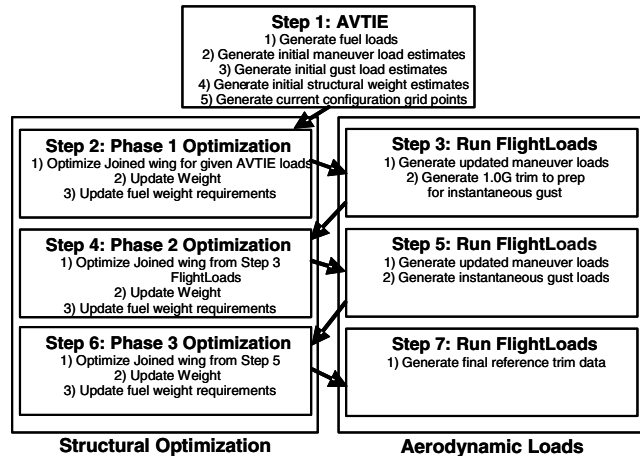 Step 1: AVTIE
1) Generate fuel loads
2) Generate initial maneuver load estimates
3) Generate initial gust load estimates
4) Generate initial structural weight estimates
5) Generate current configuration grid points
Step 2: Phase 1 Optimization
1) Optimize Joined wing for given AVTIE loads
2) Update Weight
3) Update fuel weight requirements
Step 3: Run FlightLoads
1) Generate updated maneuver loads
2) Generate 1.0G trim to prep
for instantaneous gust
Step 4: Phase 2 Optimization
1) Optimize Joined wing from Step 3
FlightLoads
2) Update Weight
3) Update fuel weight requirements
Step 5: Run FlightLoads
1) Generate updated maneuver loads
2) Generate instantaneous gust loads
Step 6: Phase 3 Optimization
1) Optimize Joined wing from Step 5
2) Update Weight
3) Update fuel weight requirements
Step 7: Run FlightLoads
1) Generate final reference trim data
Structural Optimization
Aerodynamic Loads